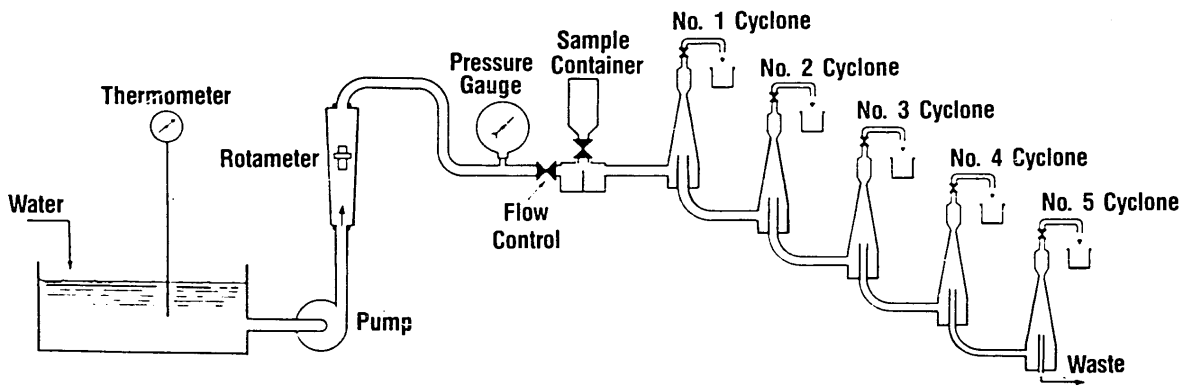 No. 1 Cyclone
Sample
Container
Pressure
Gauge
No. 2 Cyclone
Thermometer
No. 3 Cyclone
Rotameter
No. 4 Cyclone
Water
Flow
Control
No. 5 Cyclone
Pump
Waste